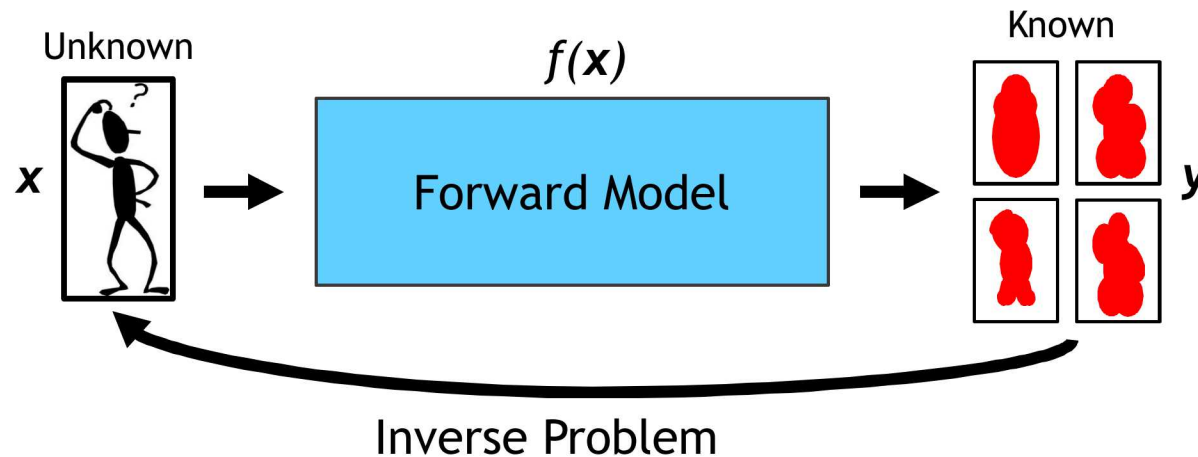 Unknown
f(x)
Known
?
x
Forward Model
y
Inverse Problem